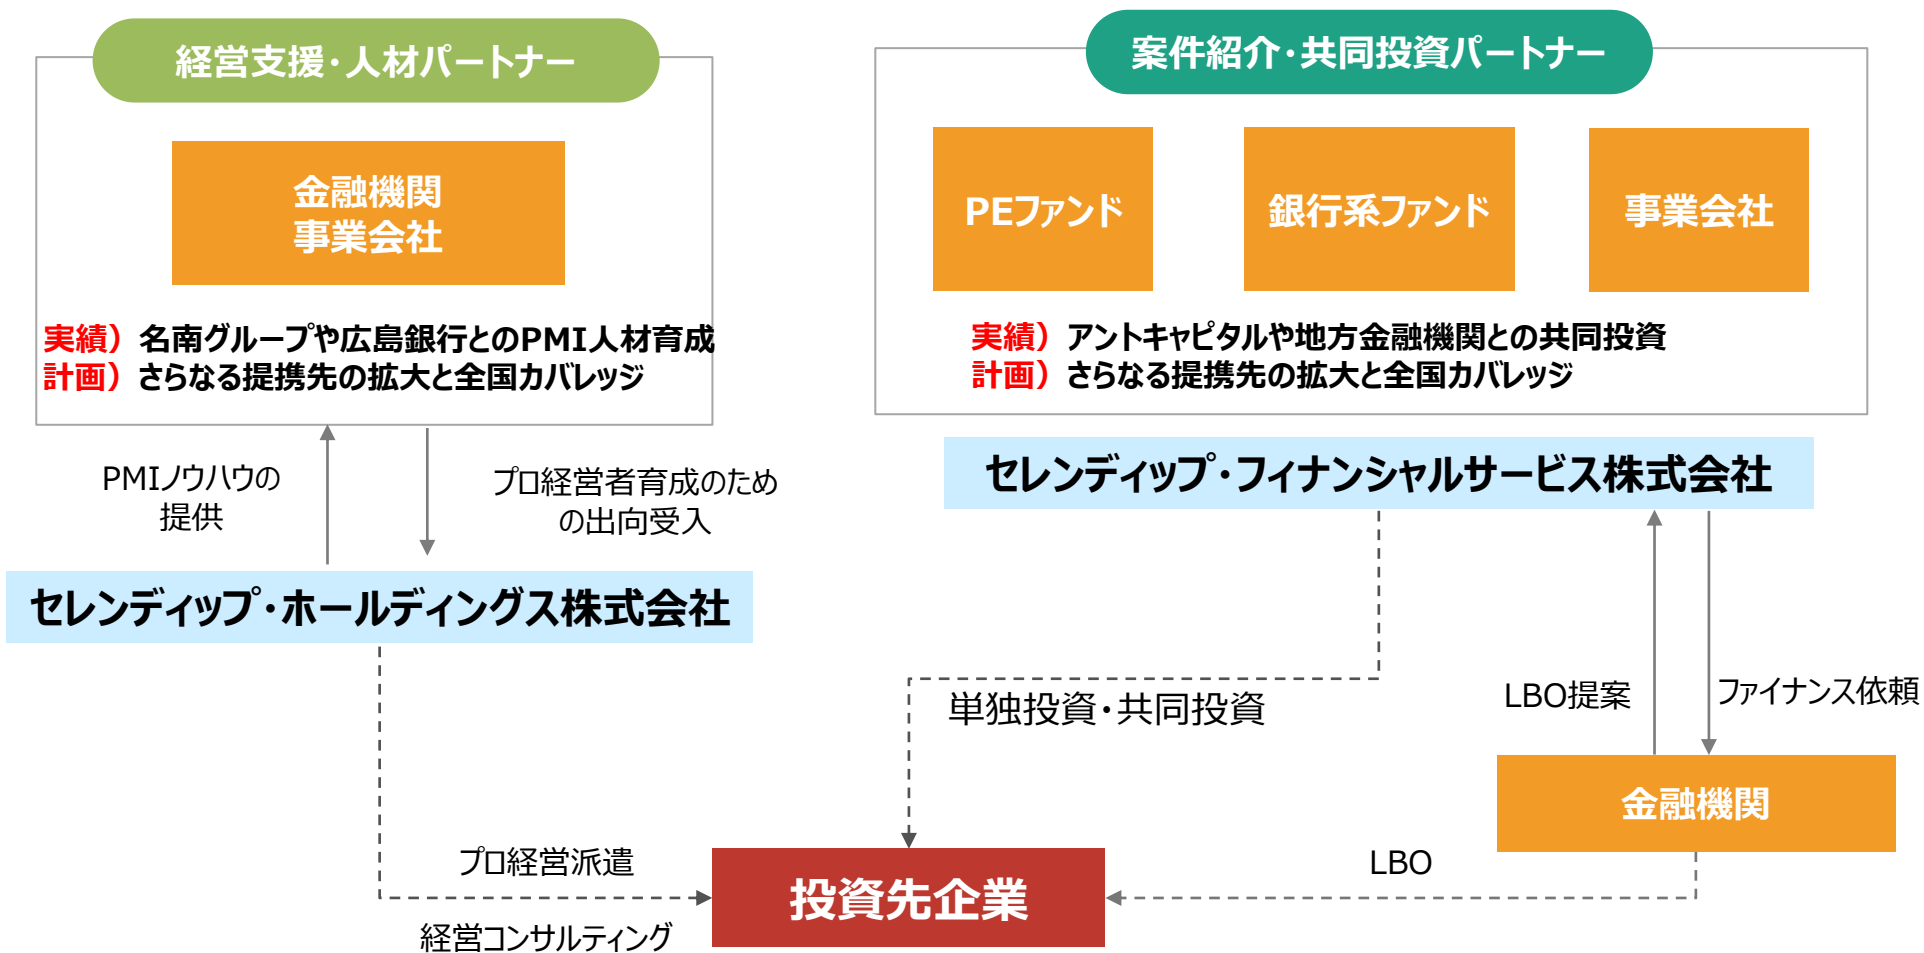 経営支援・人材パートナー
金融機関
事業会社
実績）名南グループや広島銀行とのPMI人材育成
計画）さらなる提携先の拡大と全国カバレッジ
案件紹介・共同投資パートナー
PEファンド
銀行系ファンド
事業会社
実績）アントキャピタルや地方金融機関との共同投資
計画）さらなる提携先の拡大と全国カバレッジ
PMIノウハウの
提供
プロ経営者育成のため
の出向受入
セレンディップ・フィナンシャルサービス株式会社
セレンディップ・ホールディングス株式会社
単独投資・共同投資
LBO提案
ファイナンス依頼
金融機関
プロ経営派遣
経営コンサルティング
投資先企業
LBO